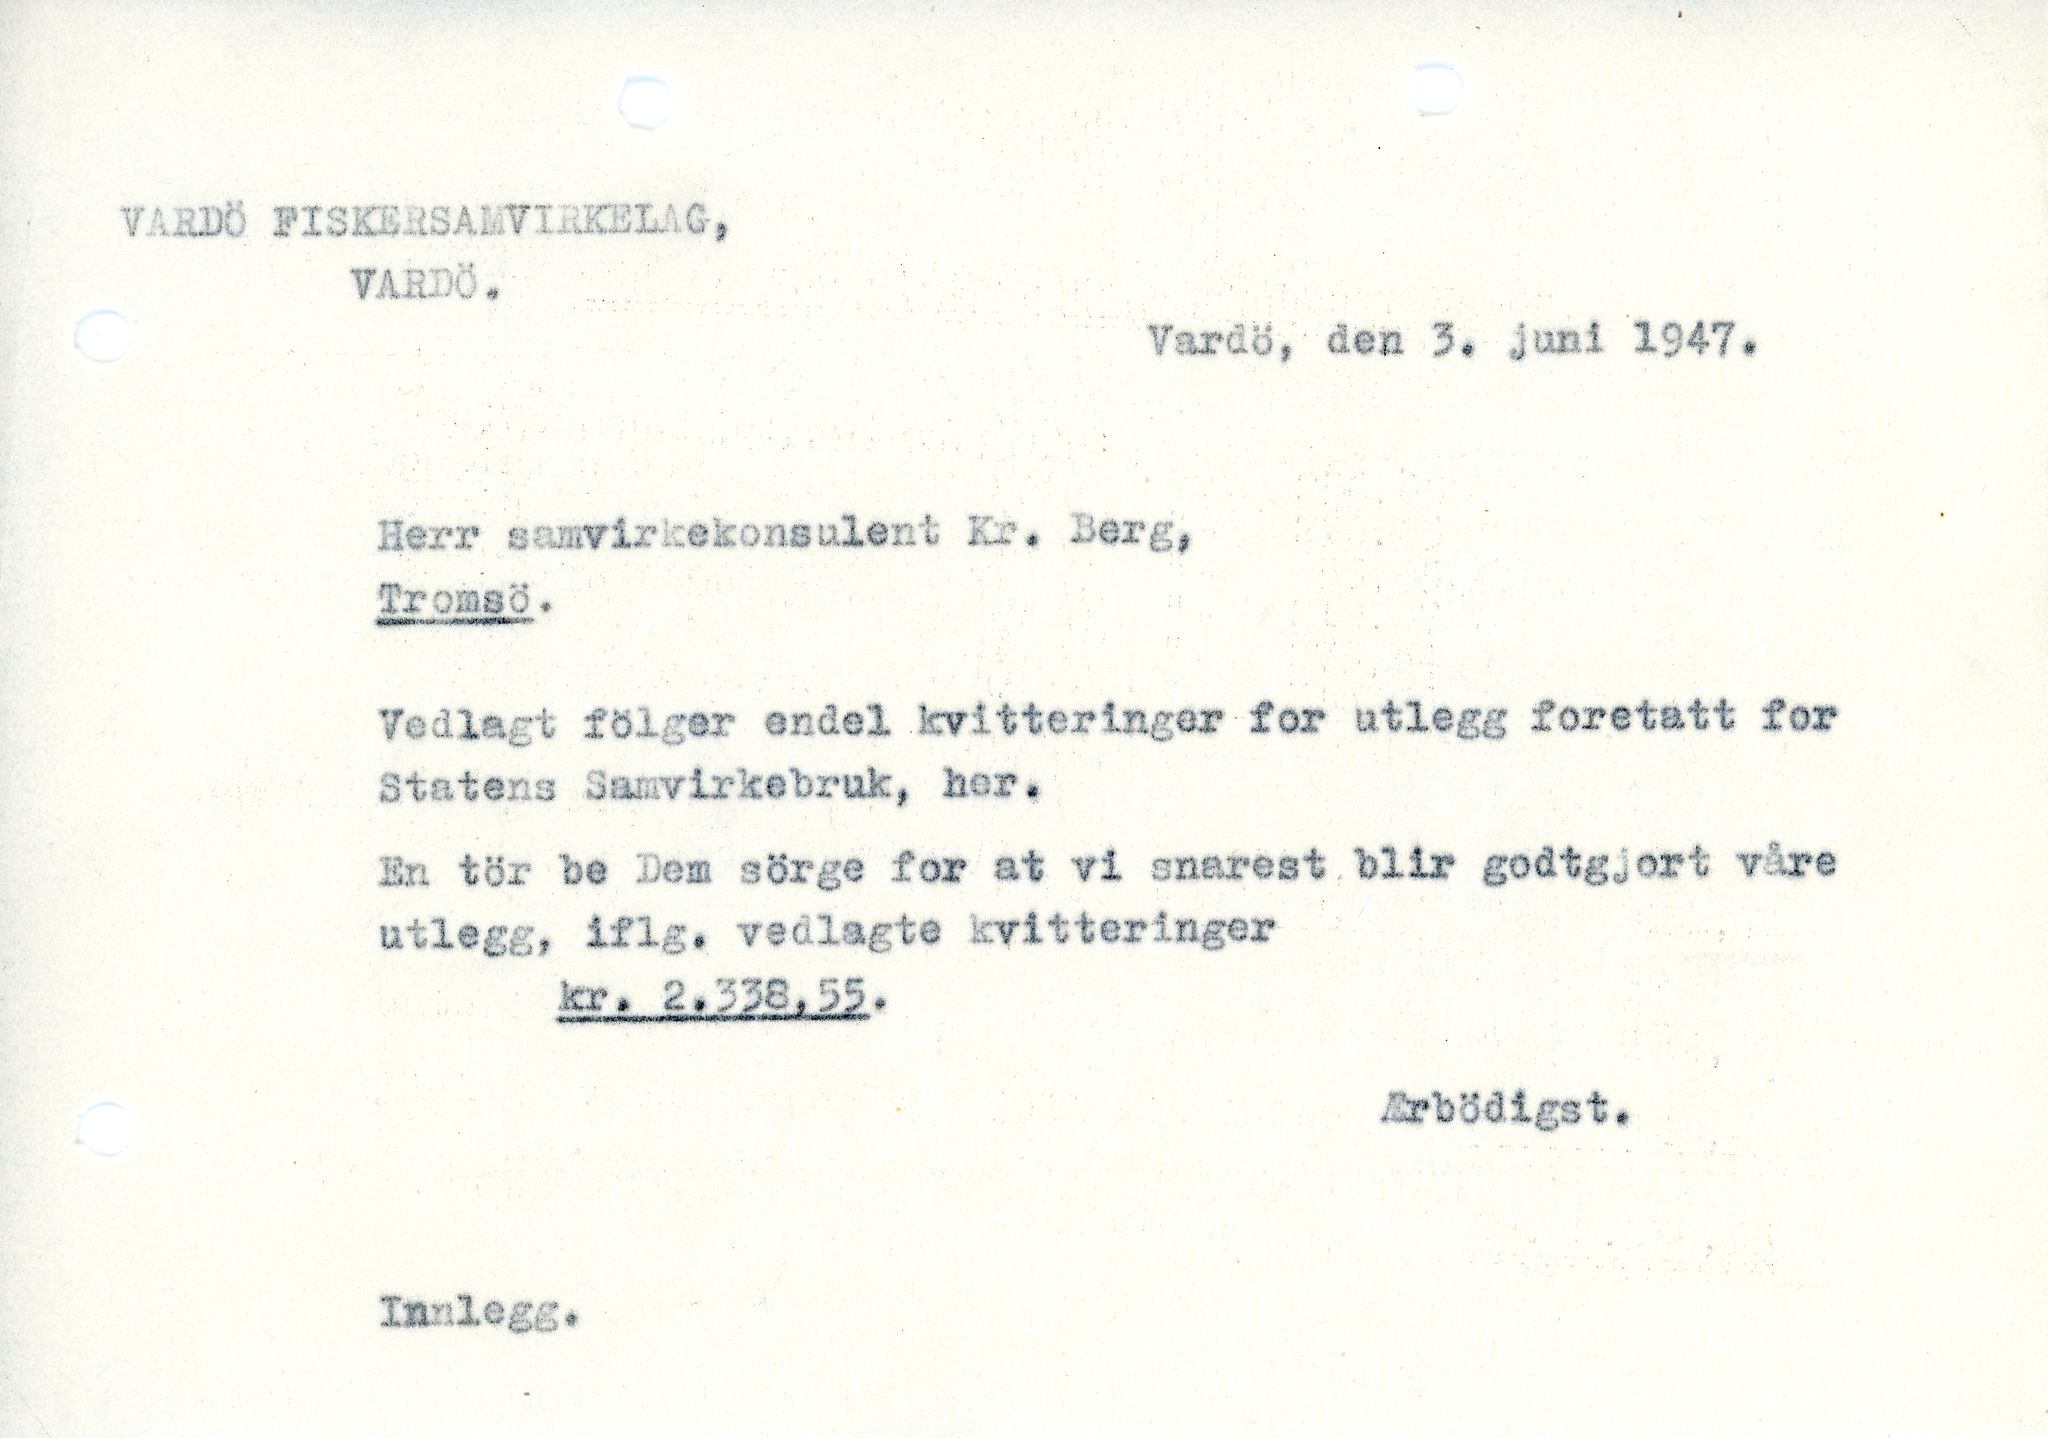 VARDÖ FISKERSAMVIRKELAG,
VARDÖ.
Vardö, den 3. juni 1947.
Herr samvirkekonsulent Kr. Berg,
Tromsö.
Vedlagt fölger endel kvitteringer for utlegg foretatt for
Statens Samvirkebruk, her.
En tör be Dem sörge for at vi snarest blir godtgjort våre
utlegg, iflg. vedlagte kvitteringer
kr. 2.338,55.
Ærbödigst.
Innlegg.